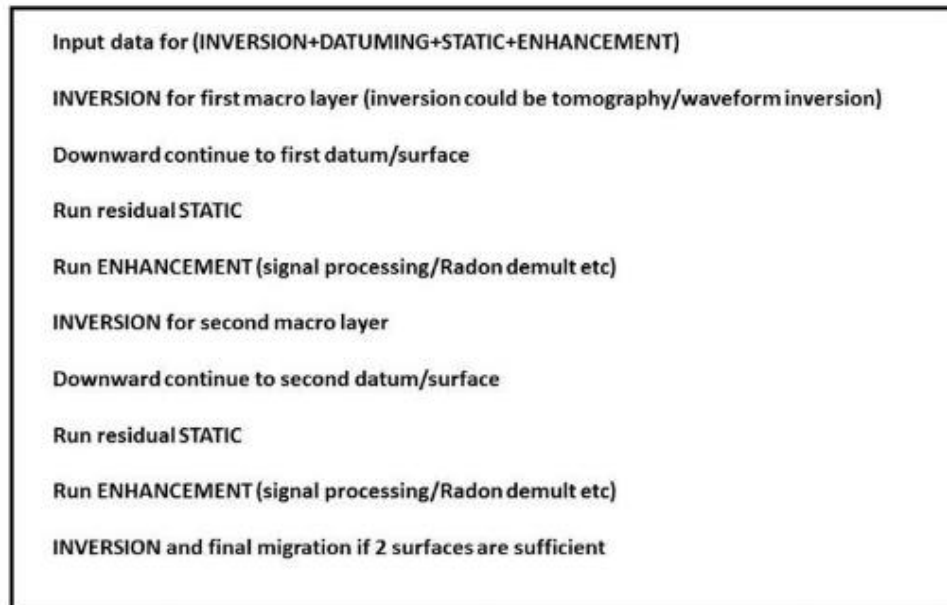 Input data for (INVERSION+DATUMING+STATIC+ENHANCEMENT)
INVERSION for first macro layer (inversion could be tomography/waveform inversion)
Downward continue to first datum/surface
Run residual STATIC
Run ENHANCEMENT (signal processing/Radon demult etc)
INVERSION for second macro layer
Downward continue to second datum/surface
Run residual STATIC
Run ENHANCEMENT (signal processing/Radon demult etc)
INVERSION and final migration if 2 surfaces are sufficient